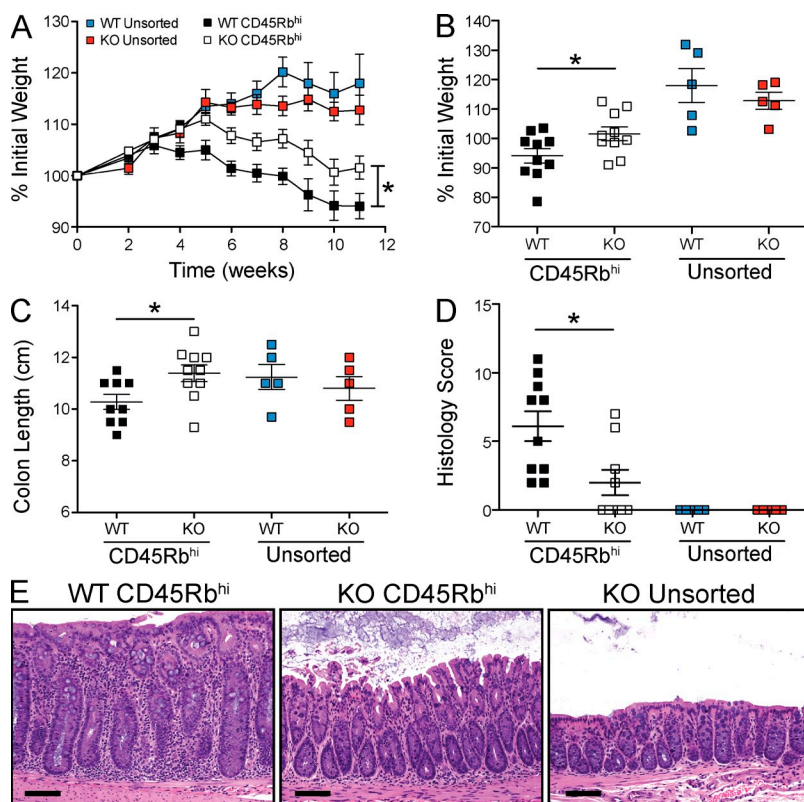 A
WT Unsorted
WT CD45Rbhi
KO Unsorted
KO CD45Rbhi
% Initial Weight
130
120
110
100
90
0
2
4
6
8
10
12
Time (weeks)
*
B
% Initial Weight
140
130
120
110
100
90
80
70
*
WT
KO
WT
KO
CD45Rbhi
Unsorted
C
Colon Length (cm)
14
12
10
8
6
*
WT
KO
WT
KO
CD45Rbhi
Unsorted
D
Histology Score
15
10
5
0
*
WT
KO
WT
KO
CD45Rbhi
Unsorted
E
WT CD45Rbhi
KO CD45Rbhi
KO Unsorted